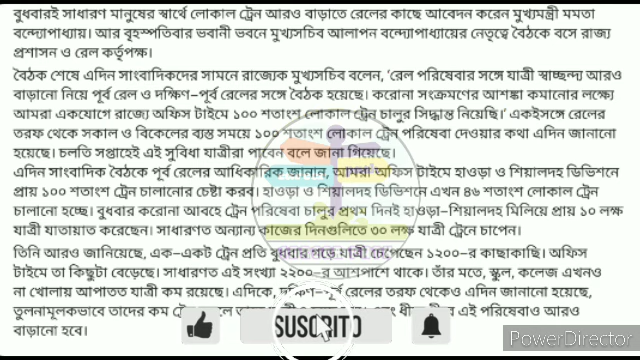 বুধবারই সাধারণ মানুষের স্বার্থে লোকাল ট্রেন আরও বাড়াতে রেলের কাছে আবেদন করেন মুখ্যমন্ত্রী মমতা
বন্দ্যোপাধ্যায়। আর বৃহস্পতিবার ভবানী ভবনে মুখ্যসচিব আলাপন বন্দ্যোপাধ্যায়ের নেতৃত্বে বৈঠকে বসে রাজ্য
প্রশাসন ও রেল কর্তৃপক্ষ।
বৈঠক শেষে এদিন সাংবাদিকদের সামনে রাজ্যের মুখ্যসচিব বলেন, ‘রেল পরিষেবার সঙ্গে যাত্রী স্বাচ্ছন্দ্য আরও
বাড়ানো নিয়ে পূর্ব রেল ও দক্ষিণ–পূর্ব রেলের সঙ্গে বৈঠক হয়েছে। করোনা সংক্রমণের আশঙ্কা কমানোর লক্ষ্যে
আমরা একযোগে রাজ্যে অফিস টাইমে ১০০ শতাংশ লোকাল ট্রেন চালুর সিদ্ধান্ত নিয়েছি।’ একইসঙ্গে রেলের
তরফ থেকে সকাল ও বিকেলের ব্যস্ত সময়ে ১০০ শতাংশ লোকাল ট্রেন পরিষেবা দেওয়ার কথা এদিন জানানো
হয়েছে। চলতি সপ্তাহেই এই সুবিধা যাত্রীরা পাবেন বলে জানা গিয়েছে।
এদিন সাংবাদিক বৈঠকে পূর্ব রেলের আধিকারিক জানান, আমরা অফিস টাইমে হাওড়া ও শিয়ালদহ ডিভিশনে
প্রায় ১০০ শতাংশ ট্রেন চালানোর চেষ্টা করব। হাওড়া ও শিয়ালদহ ডিভিশনে এখন ৪৬ শতাংশ লোকাল ট্রেন
চালানো হচ্ছে। বুধবার করোনা আবহে ট্রেন পরিষেবা চালুর প্রথম দিনই হাওড়া–শিয়ালদহ মিলিয়ে প্রায় ১০ লক্ষ
যাত্রী যাতায়াত করেছেন। সাধারণত অন্যান্য কাজের দিনগুলিতে ৩০ লক্ষ যাত্রী ট্রেনে চাপেন।
তিনি আরও জানিয়েছে, এক–একটি ট্রেন প্রতি বুধবার গড়ে যাত্রী চেপেছেন ১২০০–র কাছাকাছি। অফিস
টাইমে তা কিছুটা বেড়েছে। সাধারণত এই সংখ্যা ২২০০–র আশপাশে থাকে। তাঁর মতে, স্কুল, কলেজ এখনও
না খোলায় আপাতত যাত্রী কম রয়েছে। এদিকে, দক্ষিণ–পূর্ব রেলের তরফ থেকেও এদিন জানানো হয়েছে,
তুলনামূলকভাবে তাদের কম এই পরিষেবাও আরও
বাড়ানো হবে।
PowerDirector